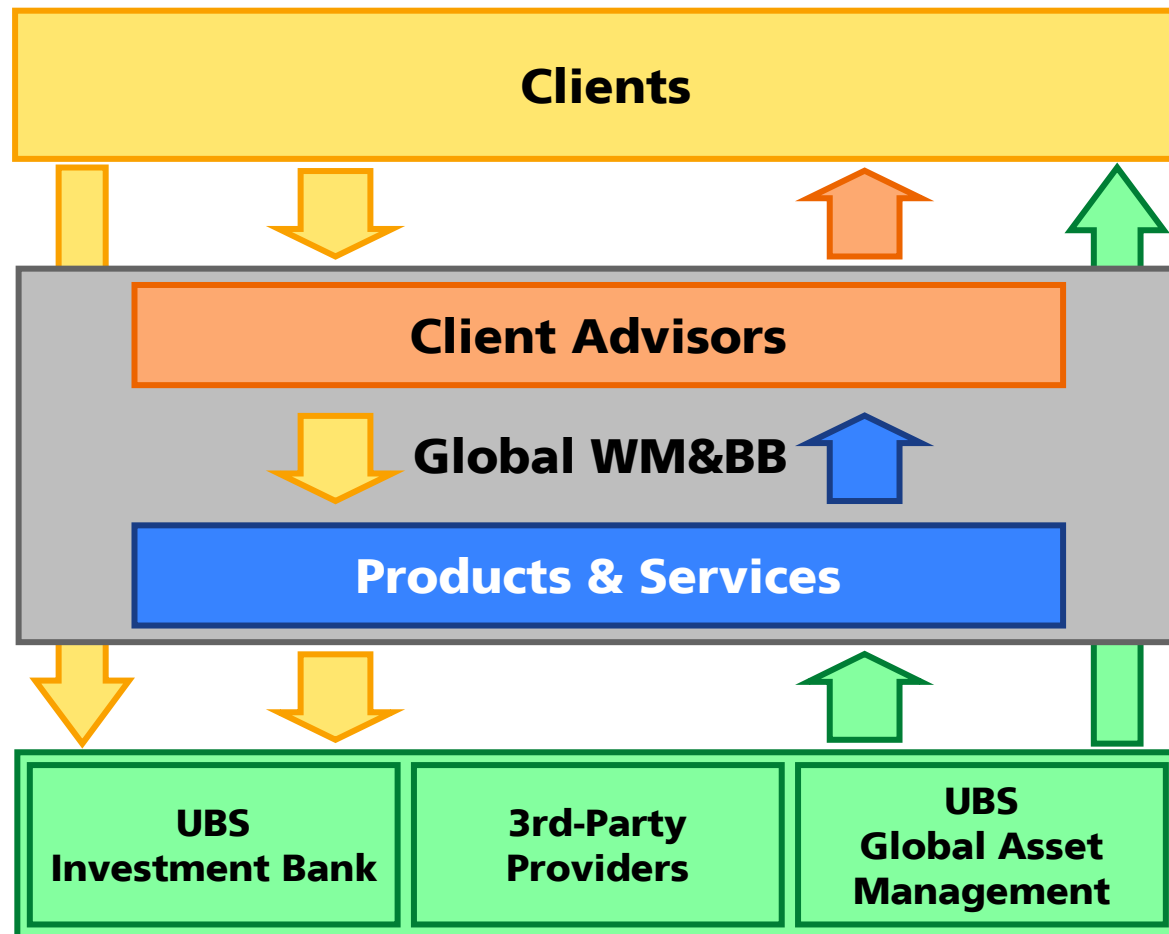 Clients
Client Advisors
Global WM&BB
Products & Services
UBS
Investment Bank
3rd-Party
Providers
UBS
Global Asset
Management